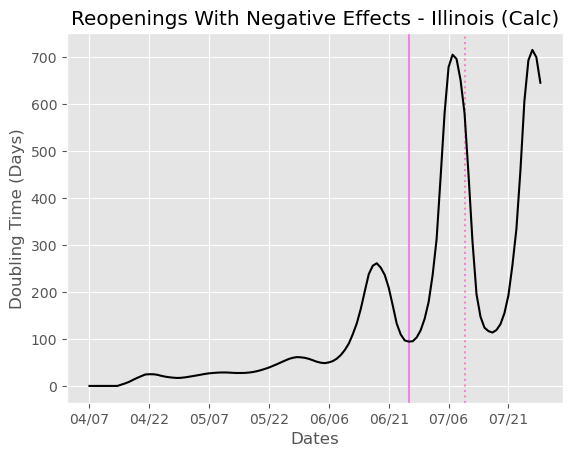 Reopenings With Negative Effects - Illinois (Calc)
Doubling Time (Days)
700
600
500
400
300
200
100
0
04/07 04/22 05/07 05/22 06/06 06/21 07/06 07/21
Dates